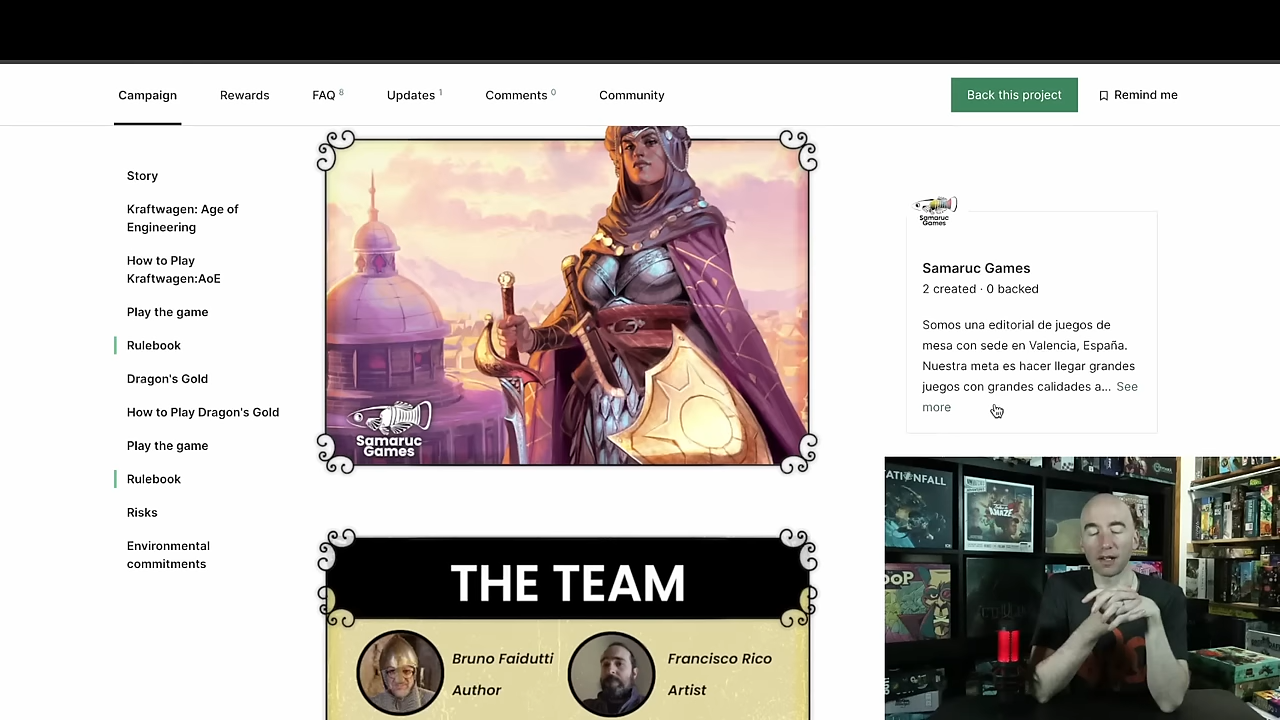 Campaign
Rewards
FAQ 8
Updates 1
Comments 0
Community
Back this project
Remind me
Story
Kraftwagen: Age of
Engineering
How to Play
Kraftwagen:AoE
Play the game
Rulebook
Dragon's Gold
How to Play Dragon's Gold
Play the game
Rulebook
Risks
Environmental
commitments
Samaruc
Games
THE TEAM
Bruno Faidutti
Author
Francisco Rico
Artist
Samaruc
Games
Samaruc Games
2 created · 0 backed
Somos una editorial de juegos de
mesa con sede en Valencia, España.
Nuestra meta es hacer llegar grandes
juegos con grandes calidades a... See
more